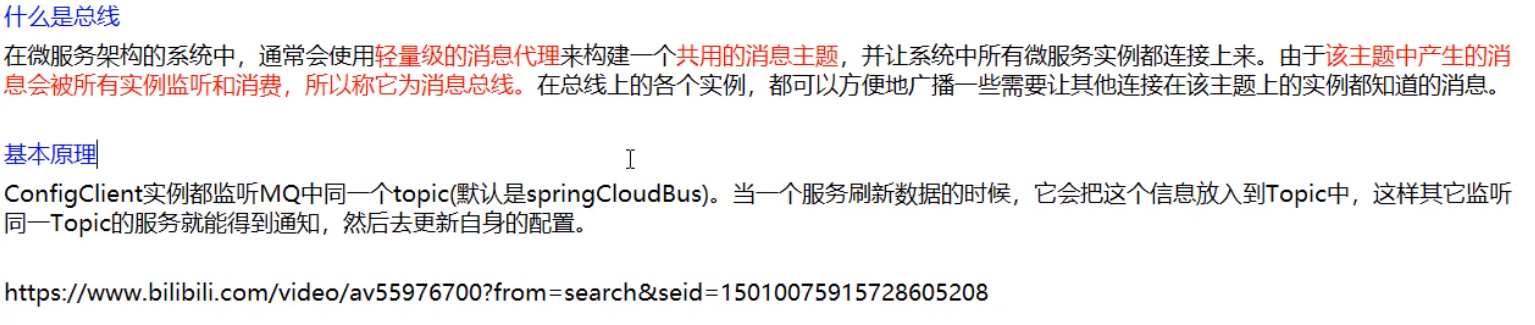 什么是总线
在微服务架构的系统中，通常会使用轻量级的消息代理来构建一个共用的消息主题，并让系统中所有微服务实例都连接上来。由于该主题中产生的消
息会被所有实例监听和消费，所以称它为消息总线。在总线上的各个实例，都可以方便地广播一些需要让其他连接在该主题上的实例都知道的消息。
基本原理
ConfigClient实例都监听MQ中同一个topic(默认是springCloudBus)。当一个服务刷新数据的时候，它会把这个信息放入到Topic中，这样其它监听
同一Topic的服务就能得到通知，然后去更新自身的配置。
https://www.bilibili.com/video/av55976700?from=search&seid=15010075915728605208